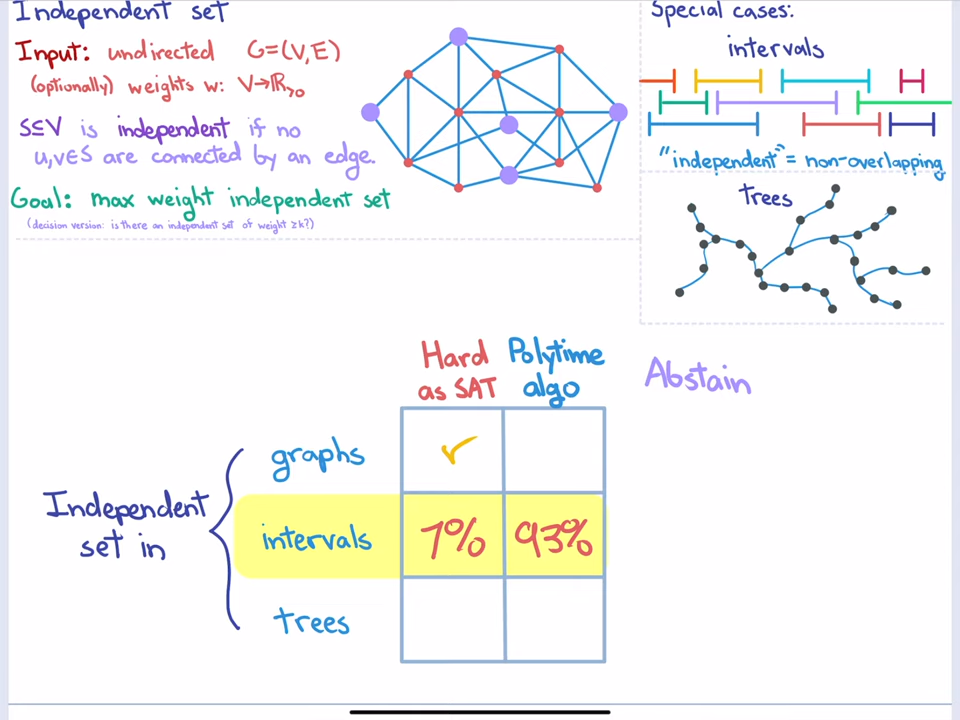 Independent set
Input: undirected G=(V,E)
(optionally) weights w: V→ℝ>0
S⊆V is independent if no
u,v∈S are connected by an edge.
Goal: max weight independent set
(decision version: is there an independent set of weight ≥k?)
Special cases:
intervals
"independent" = non-overlapping
trees
Hard
as SAT
Polytime
algo
Abstain
Independent
set in
graphs
✓
intervals
7%
93%
trees